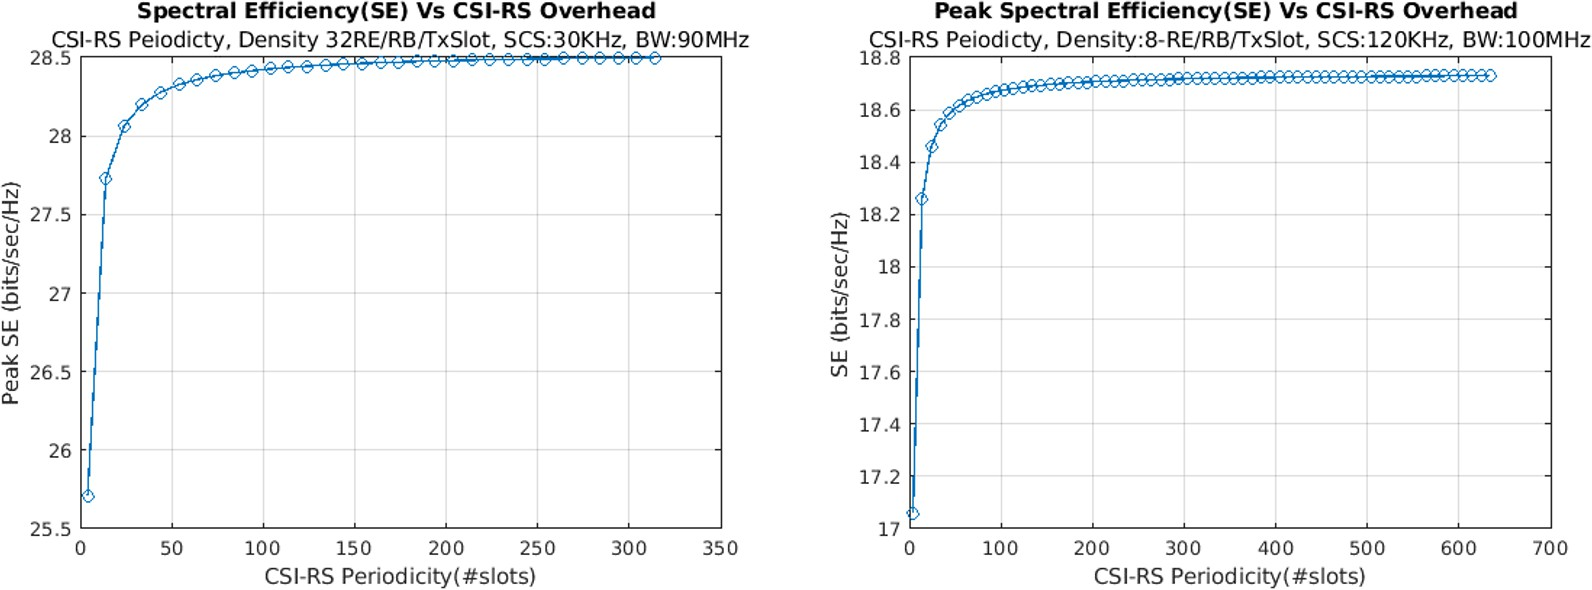 Spectral Efficiency(SE) Vs CSI-RS Overhead
CSI-RS Peiodicty, Density 32RE/RB/TxSlot, SCS:30KHz, BW:90MHz
28.5
28
27.5
27
26.5
26
25.5
Peak SE (bits/sec/Hz)
0 50 100 150 200 250 300 350
CSI-RS Periodicity(#slots)
Peak Spectral Efficiency(SE) Vs CSI-RS Overhead
CSI-RS Peiodicty, Density:8-RE/RB/TxSlot, SCS:120KHz, BW:100MHz
18.8
18.6
18.4
18.2
18
17.8
17.6
17.4
17.2
17
SE (bits/sec/Hz)
0 100 200 300 400 500 600 700
CSI-RS Periodicity(#slots)